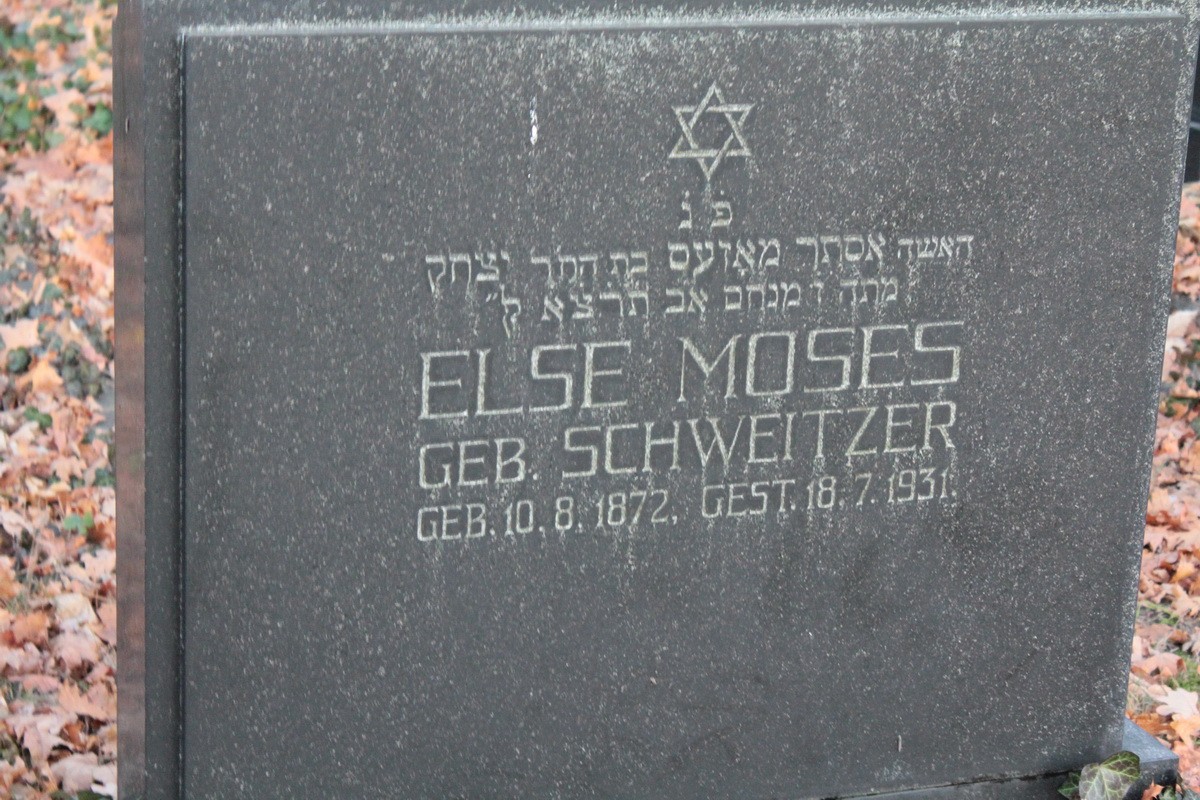 פ נ
האשה אסתר מאזעס בת יצחק
מתה ד מנחם אב תרצא
ELSE MOSES
GEB. SCHWEITZER
GEB. 10. 8. 1872, GEST. 18. 7. 1931.